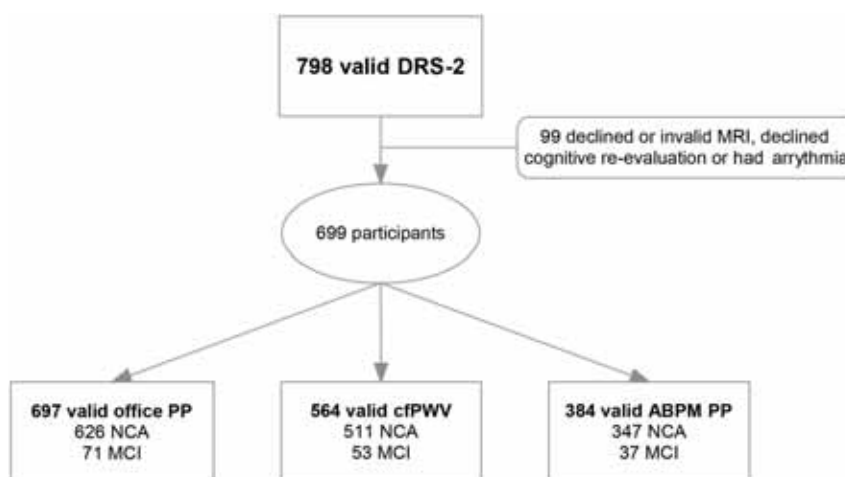 798 valid DRS-2
99 declined or invalid MRI, declined
cognitive re-evaluation or had arrythmia
699 participants
697 valid office PP
626 NCA
71 MCI
564 valid cfPWV
511 NCA
53 MCI
384 valid ABPM PP
347 NCA
37 MCI